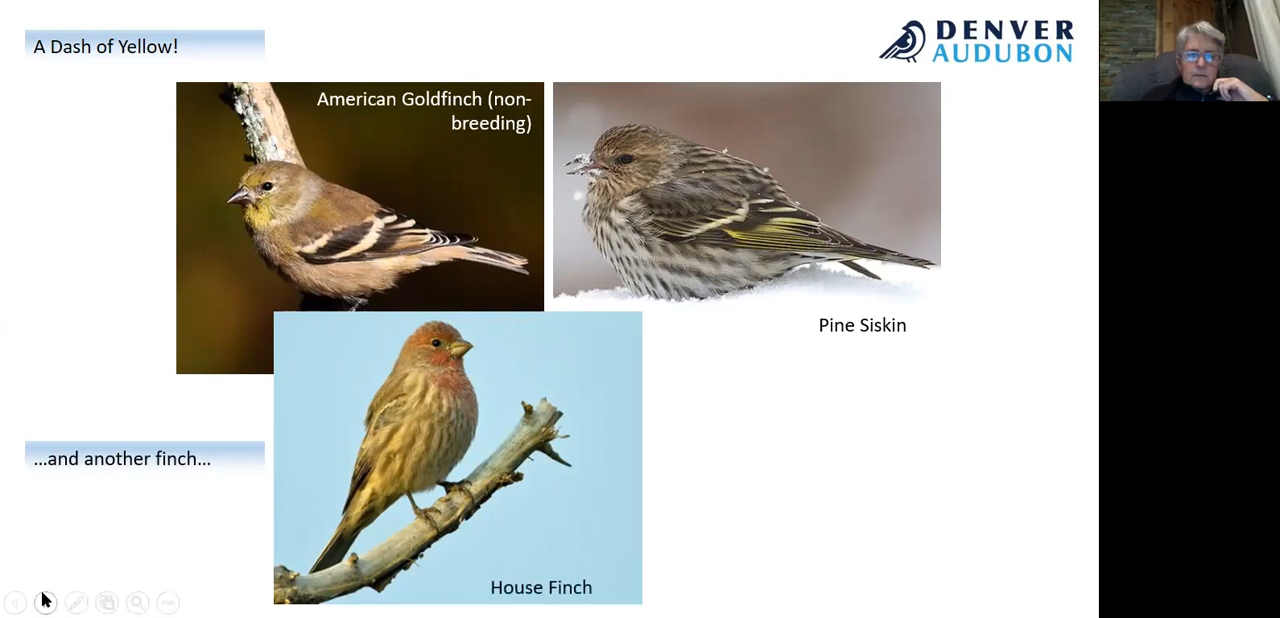 A Dash of Yellow!
DENVER
AUDUBON
American Goldfinch (non-
breeding)
Pine Siskin
...and another finch...
House Finch